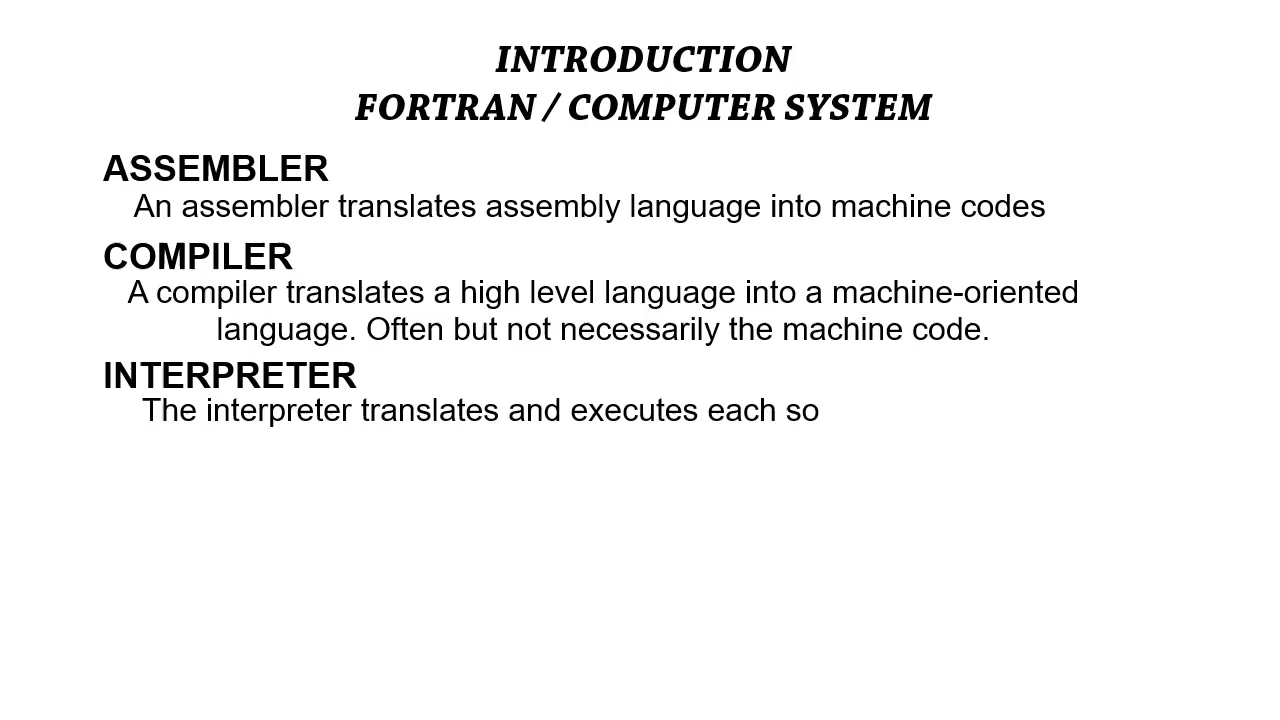 INTRODUCTION
FORTRAN / COMPUTER SYSTEM
ASSEMBLER
An assembler translates assembly language into machine codes
COMPILER
A compiler translates a high level language into a machine-oriented
language. Often but not necessarily the machine code.
INTERPRETER
The interpreter translates and executes each so